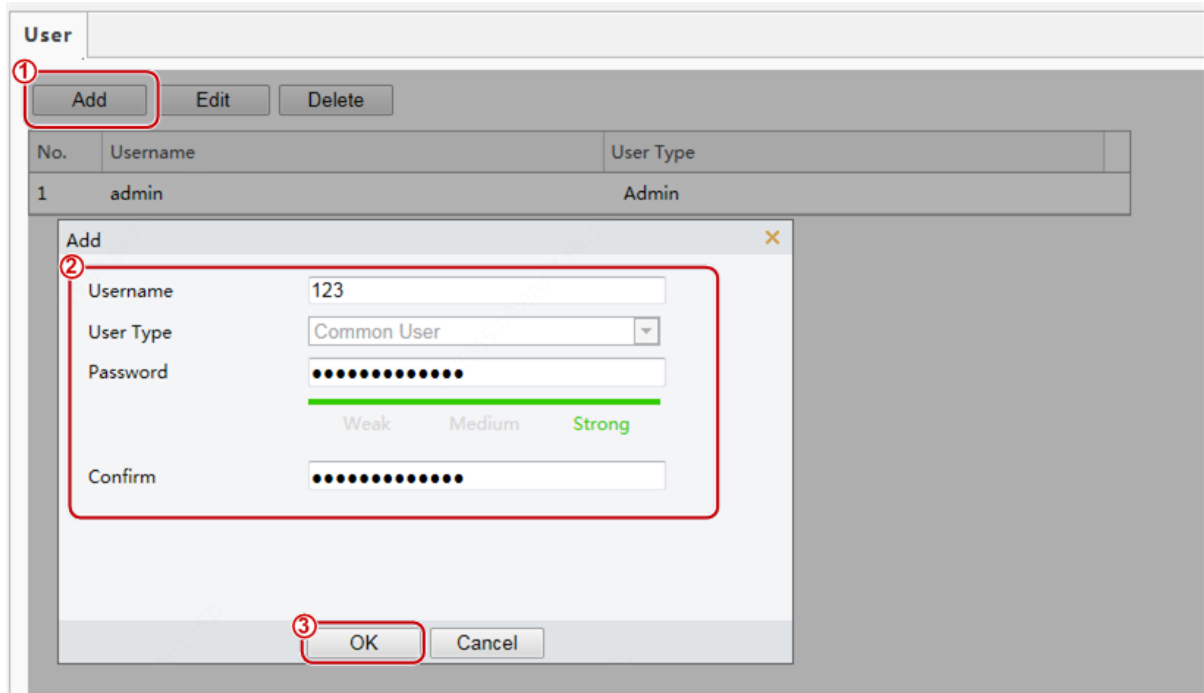 User
①
Add Edit Delete
No. Username User Type
1 admin Admin
Add
②
Username 123
User Type Common User
Password •••••••••••••
Weak Medium Strong
Confirm •••••••••••••
③
OK Cancel